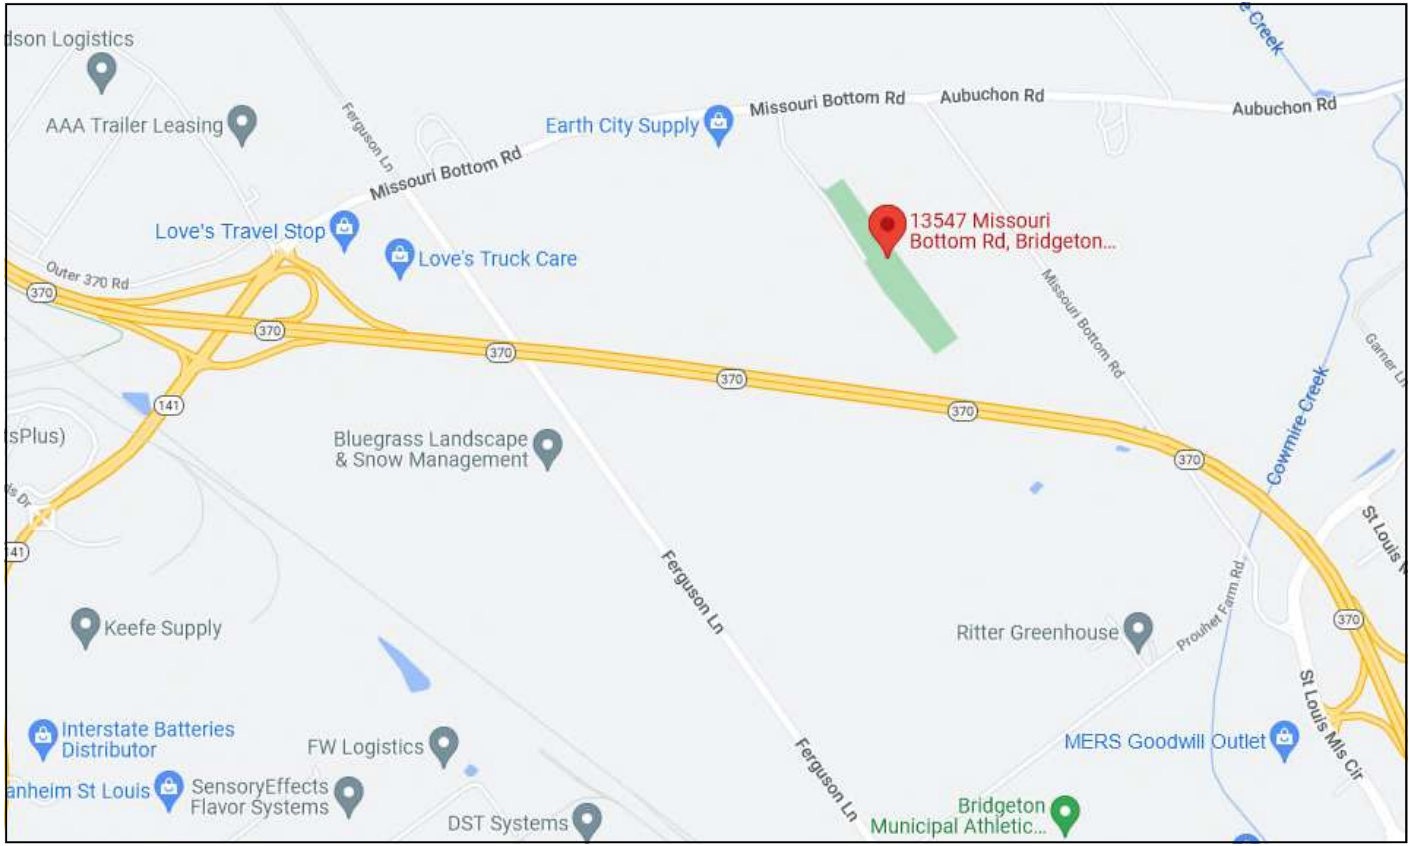 e Creek
dson Logistics
Missouri Bottom Rd
Aubuchon Rd
Aubuchon Rd
AAA Trailer Leasing
Ferguson Ln
Earth City Supply
Missouri Bottom Rd
13547 Missouri
Bottom Rd, Bridgeton...
Love's Travel Stop
Love's Truck Care
Outer 370 Rd
370
370
370
370
370
Missouri Bottom Rd
Garner Ln
141
sPlus)
Bluegrass Landscape
& Snow Management
370
Cowmire Creek
ds Dr
St Louis M
141
Ferguson Ln
Prouhet Farm Rd
Keefe Supply
Ritter Greenhouse
370
St Louis Mls Cir
Interstate Batteries
Distributor
FW Logistics
MERS Goodwill Outlet
Ferguson Ln
anheim St Louis
SensoryEffects
Flavor Systems
DST Systems
Bridgeton
Municipal Athletic...